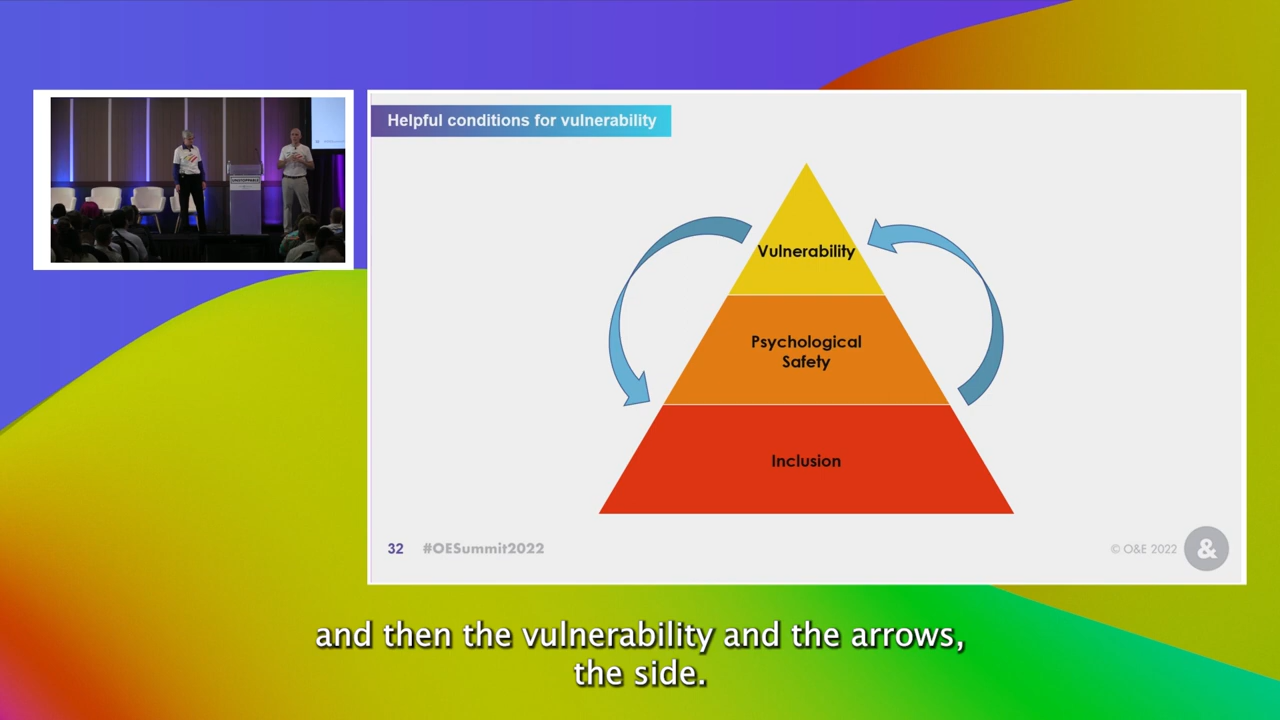 Helpful conditions for vulnerability
Vulnerability
Psychological
Safety
Inclusion
32 #OESummit2022
© O&E 2022 &
and then the vulnerability and the arrows,
the side.